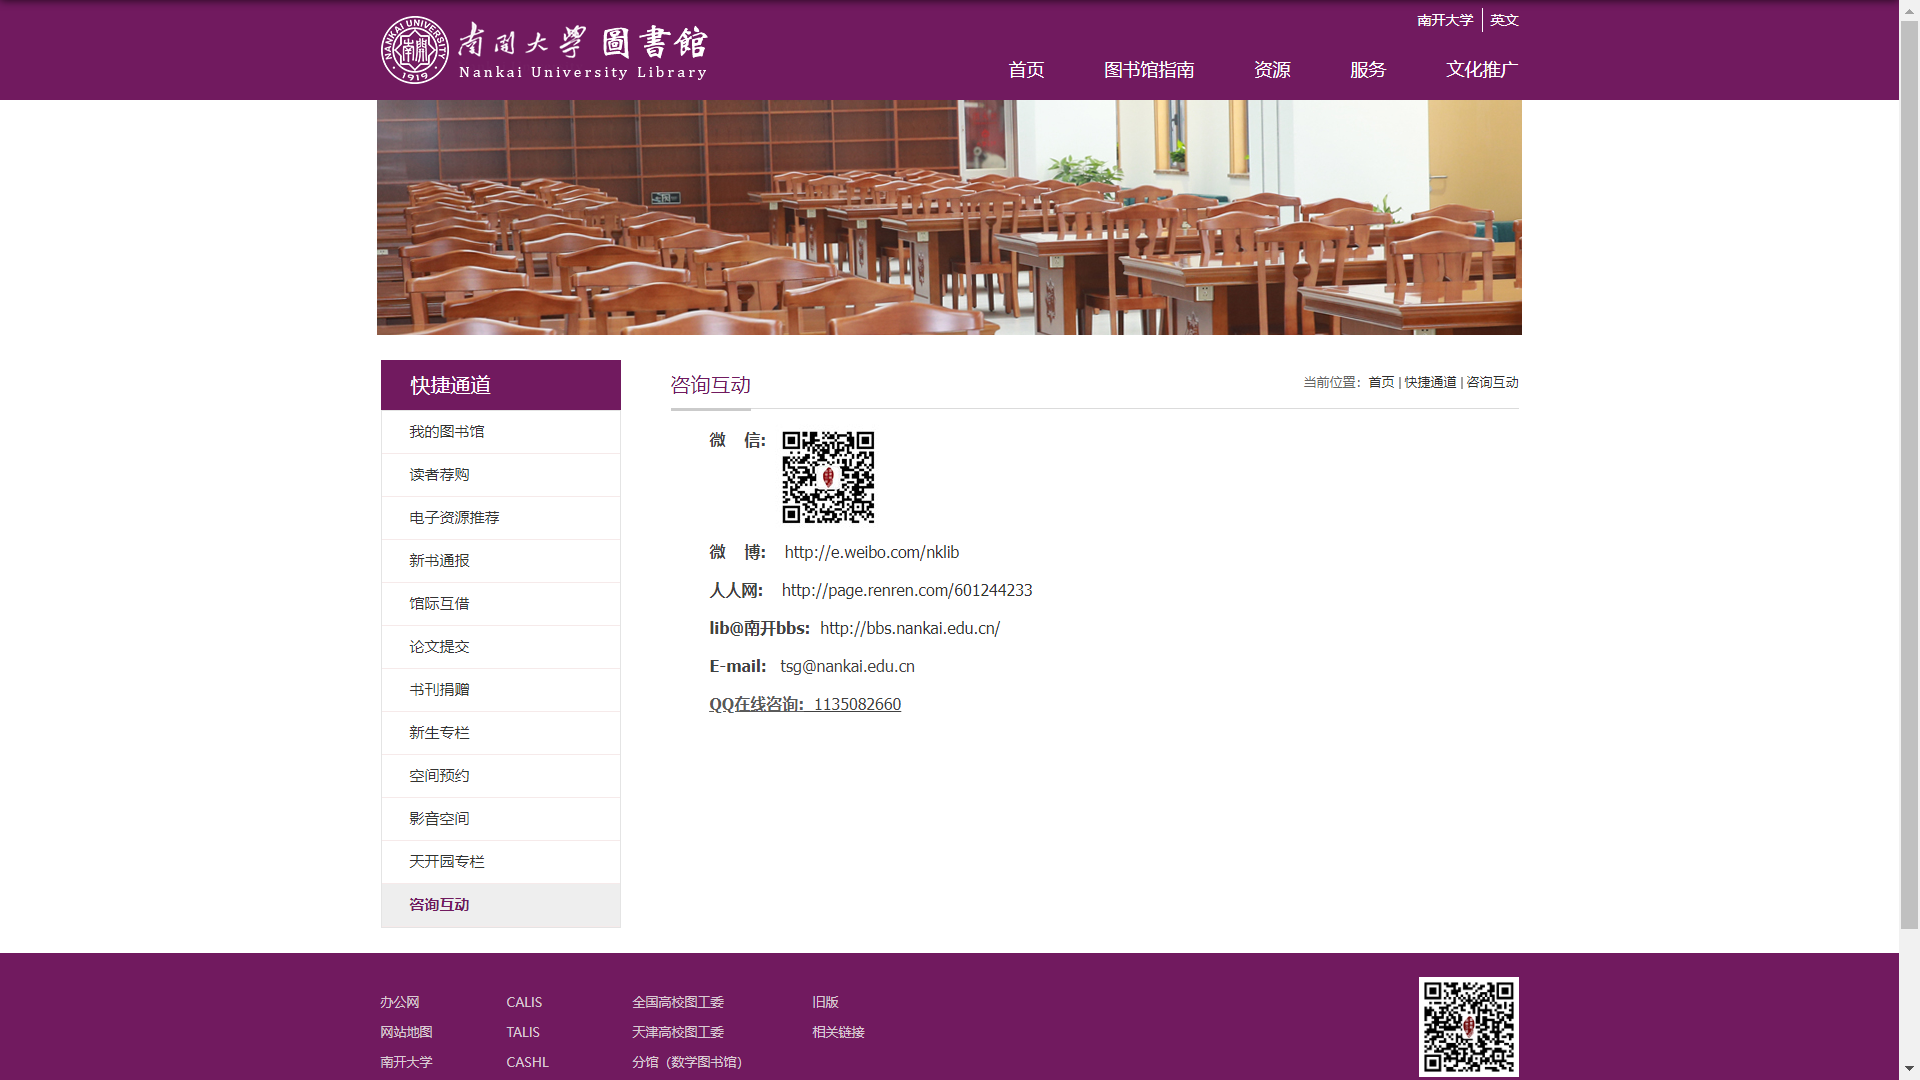 南开大学
英文
NANKAI UNIVERSITY
南開
1919
南開大學 圖書館
Nankai University Library
首页
图书馆指南
资源
服务
文化推广
快捷通道
我的图书馆
读者荐购
电子资源推荐
新书通报
馆际互借
论文提交
书刊捐赠
新生专栏
空间预约
影音空间
天开园专栏
咨询互动
咨询互动
当前位置：首页 | 快捷通道 | 咨询互动
微 信:
微 博: http://e.weibo.com/nklib
人人网: http://page.renren.com/601244233
lib@南开bbs: http://bbs.nankai.edu.cn/
E-mail: tsg@nankai.edu.cn
QQ在线咨询: 1135082660
办公网
CALIS
全国高校图工委
旧版
网站地图
TALIS
天津高校图工委
相关链接
南开大学
CASHL
分馆（数学图书馆）